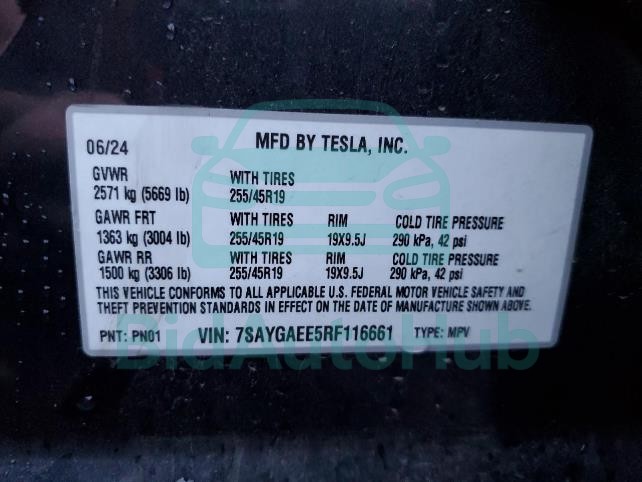 06/24 MFD BY TESLA, INC.
GVWR WITH TIRES
2571 kg (5669 lb) 255/45R19
GAWR FRT WITH TIRES RIM COLD TIRE PRESSURE
1363 kg (3004 lb) 255/45R19 19X9.5J 290 kPa, 42 psi
GAWR RR WITH TIRES RIM COLD TIRE PRESSURE
1500 kg (3306 lb) 255/45R19 19X9.5J 290 kPa, 42 psi
THIS VEHICLE CONFORMS TO ALL APPLICABLE U.S. FEDERAL MOTOR VEHICLE SAFETY AND
THEFT PREVENTION STANDARDS IN EFFECT ON THE DATE OF MANUFACTURE SHOWN ABOVE.
PNT: PN01 VIN: 7SAYGAEE5RF116661 TYPE: MPV
BidAutoHub